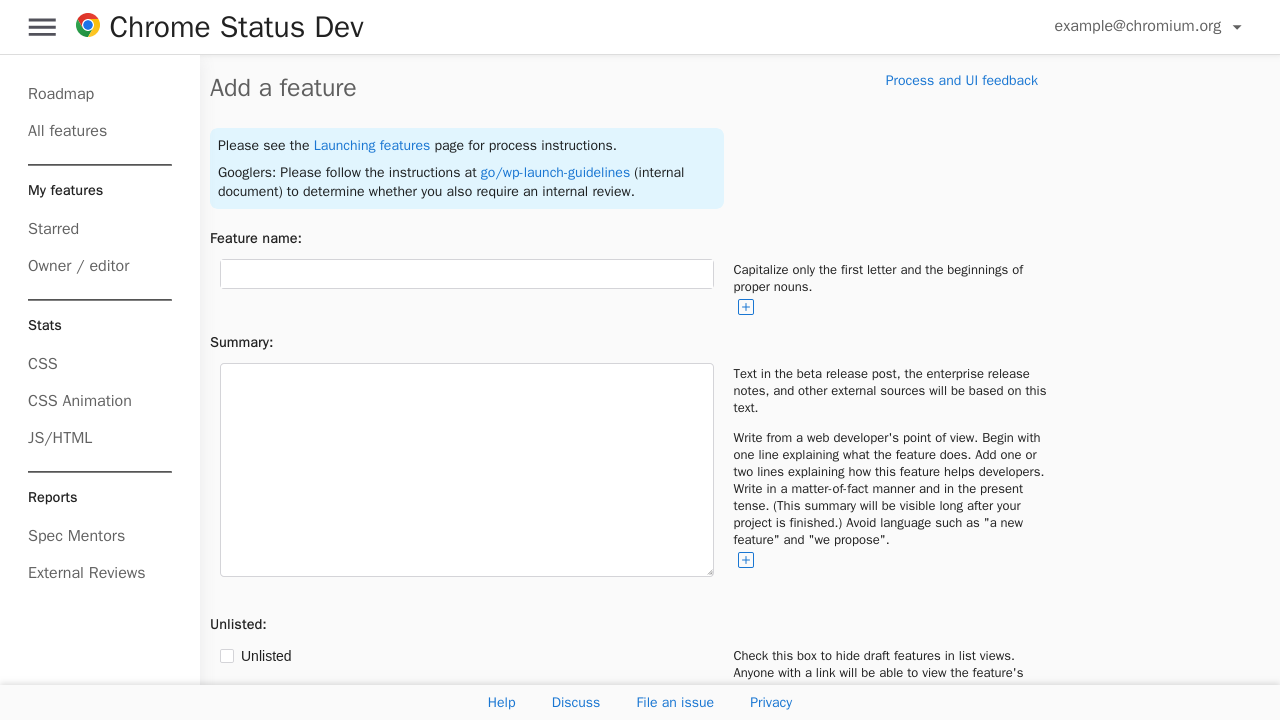 Chrome Status Dev
example@chromium.org
Roadmap
All features
My features
Starred
Owner / editor
Stats
CSS
CSS Animation
JS/HTML
Reports
Spec Mentors
External Reviews
Add a feature
Process and UI feedback
Please see the Launching features page for process instructions.
Googlers: Please follow the instructions at go/wp-launch-guidelines (internal
document) to determine whether you also require an internal review.
Feature name:
Capitalize only the first letter and the beginnings of
proper nouns.
Summary:
Text in the beta release post, the enterprise release
notes, and other external sources will be based on this
text.
Write from a web developer's point of view. Begin with
one line explaining what the feature does. Add one or
two lines explaining how this feature helps developers.
Write in a matter-of-fact manner and in the present
tense. (This summary will be visible long after your
project is finished.) Avoid language such as "a new
feature" and "we propose".
Unlisted:
Unlisted
Check this box to hide draft features in list views.
Anyone with a link will be able to view the feature's
Help
Discuss
File an issue
Privacy